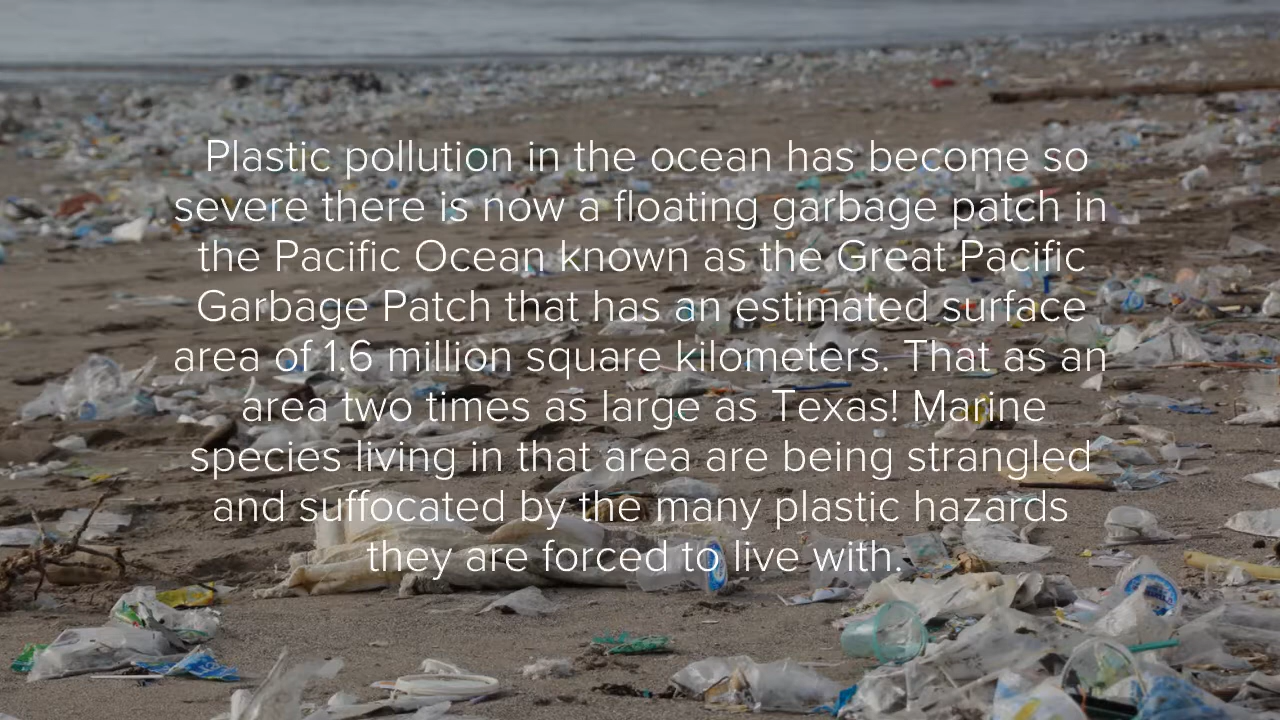 Plastic pollution in the ocean has become so
severe there is now a floating garbage patch in
the Pacific Ocean known as the Great Pacific
Garbage Patch that has an estimated surface
area of 1.6 million square kilometers. That as an
area two times as large as Texas! Marine
species living in that area are being strangled
and suffocated by the many plastic hazards
they are forced to live with.